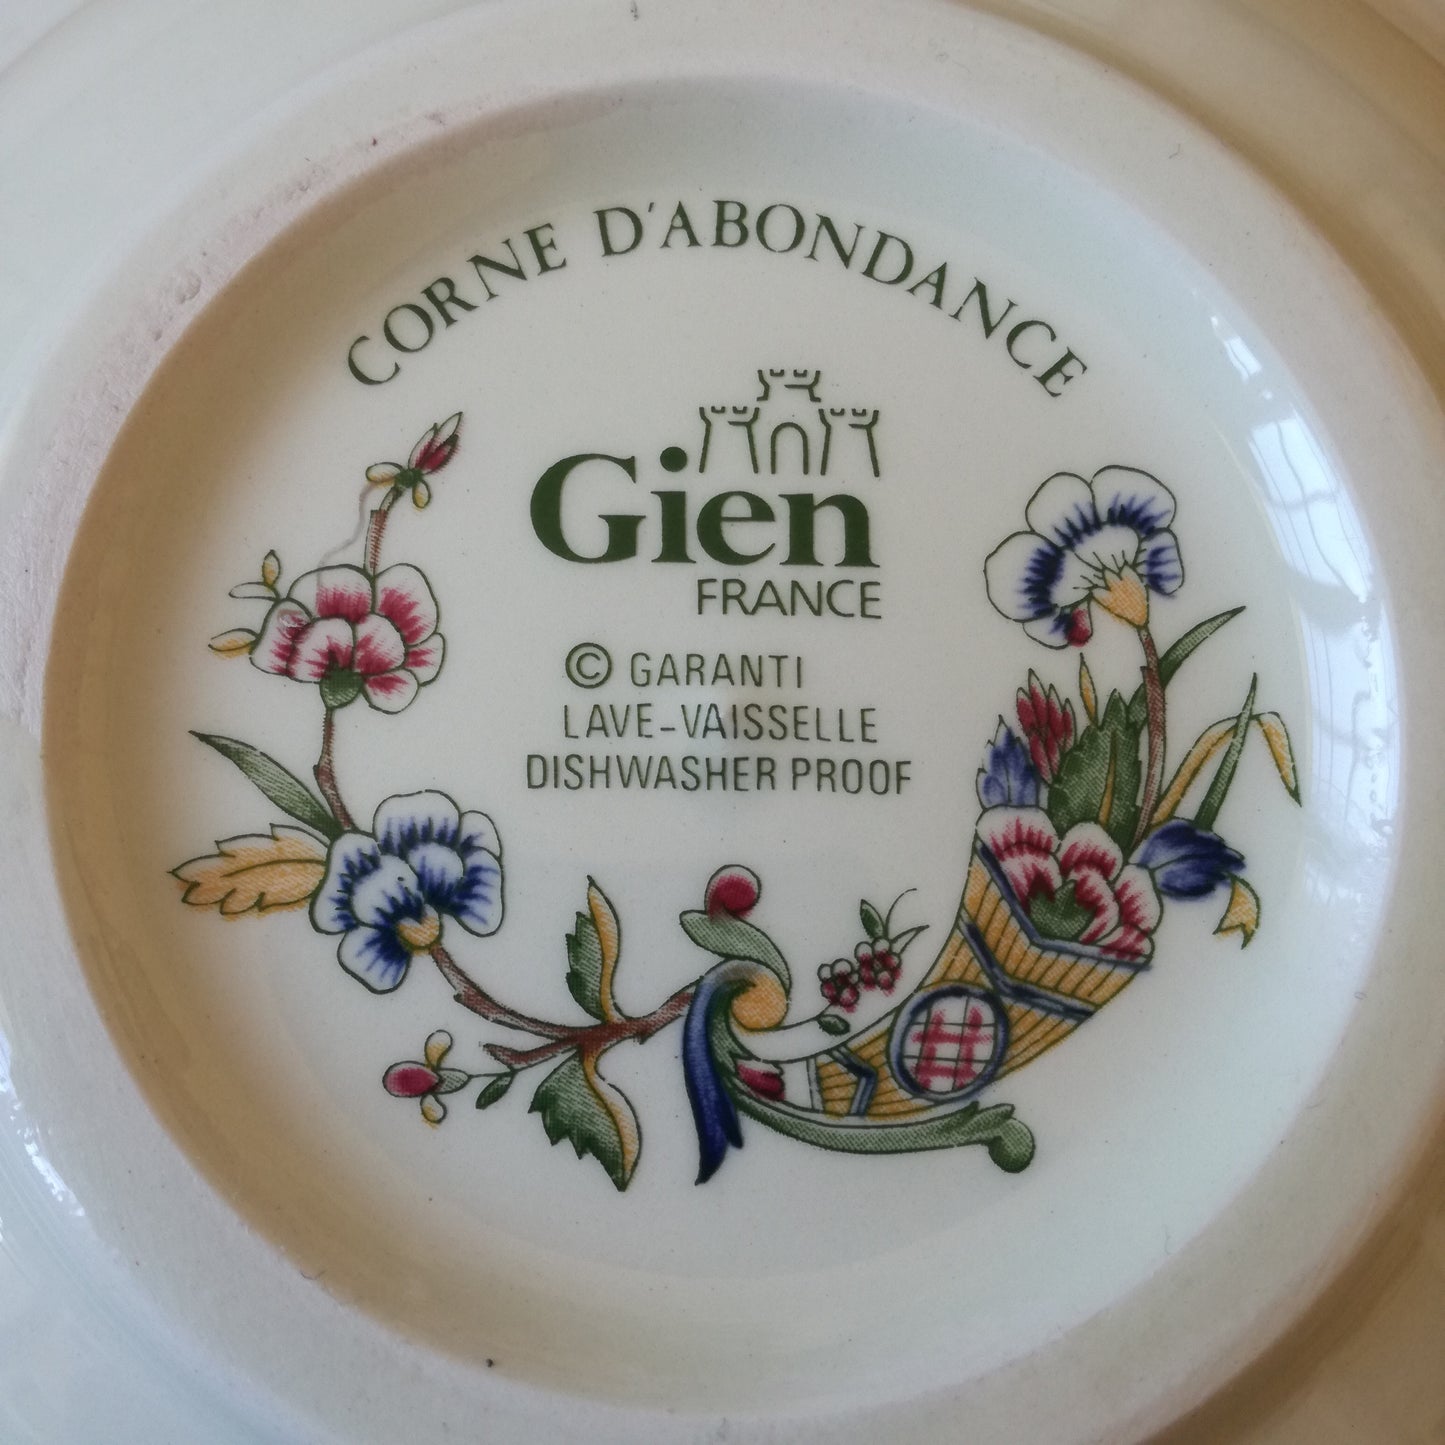 CORNE D'ABONDANCE
Gien
FRANCE
© GARANTI
LAVE-VAISSELLE
DISHWASHER PROOF